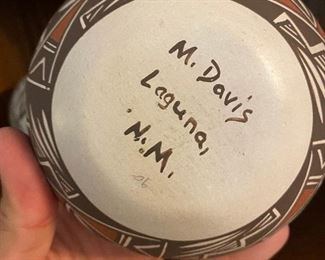 M. Davis
Laguna,
N.M.